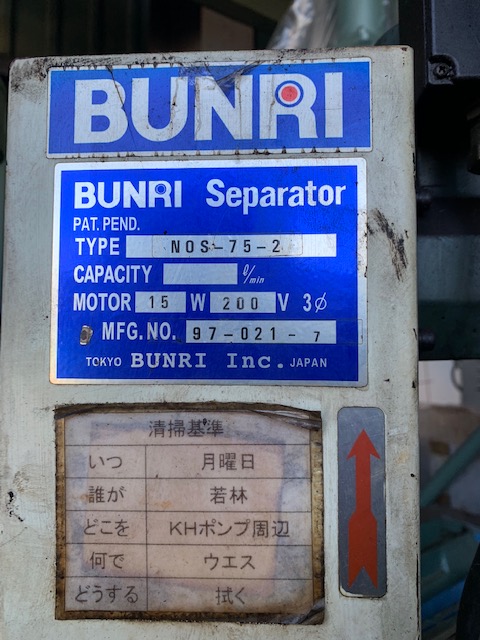 BUNRI
BUNRI Separator
PAT. PEND.
TYPE NOS-75-2
CAPACITY ℓ/min
MOTOR 15 W 200 V 3φ
MFG. NO. 97-021-7
TOKYO BUNRI Inc. JAPAN
清掃基準
いつ 月曜日
誰が 若林
どこを KHポンプ周辺
何で ウエス
どうする 拭く